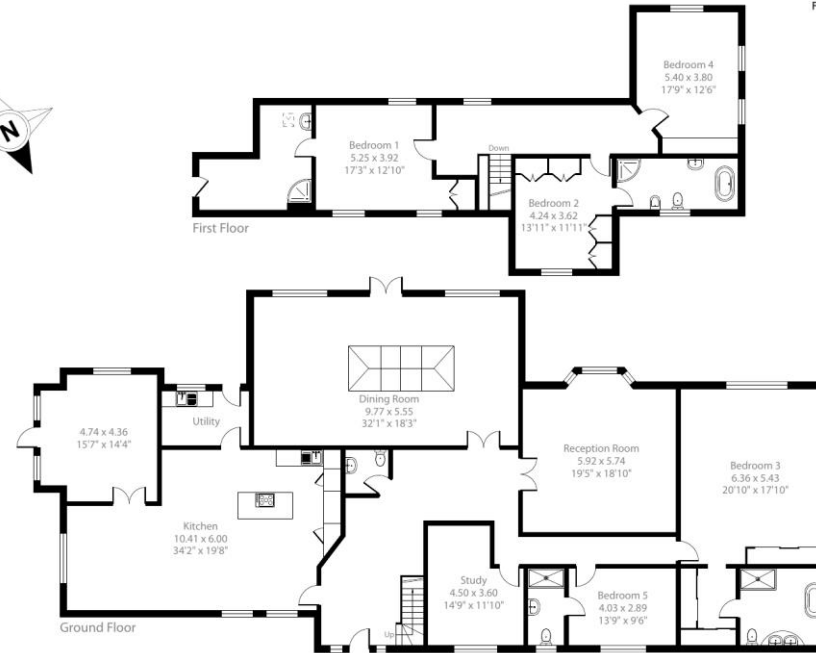 F
Bedroom 4
5.40 x 3.80
17'9" x 12'6"
N
Bedroom 1
5.25 x 3.92
17'3" x 12'10"
Down
Bedroom 2
4.24 x 3.62
13'11" x 11'11"
First Floor
Dining Room
9.77 x 5.55
32'1" x 18'3"
Utility
4.74 x 4.36
15'7" x 14'4"
Reception Room
5.92 x 5.74
19'5" x 18'10"
Bedroom 3
6.36 x 5.43
20'10" x 17'10"
Kitchen
10.41 x 6.00
34'2" x 19'8"
Study
4.50 x 3.60
14'9" x 11'10"
Bedroom 5
4.03 x 2.89
13'9" x 9'6"
Up
Ground Floor